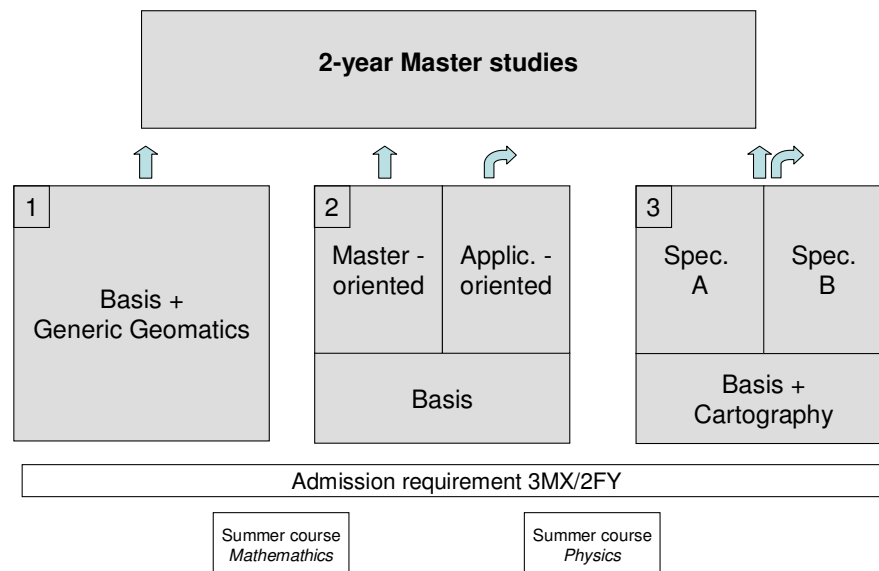 2-year Master studies
1
Basis +
Generic Geomatics
2
Master -
oriented
Applic. -
oriented
Basis
3
Spec.
A
Spec.
B
Basis +
Cartography
Admission requirement 3MX/2FY
Summer course
Mathemathics
Summer course
Physics